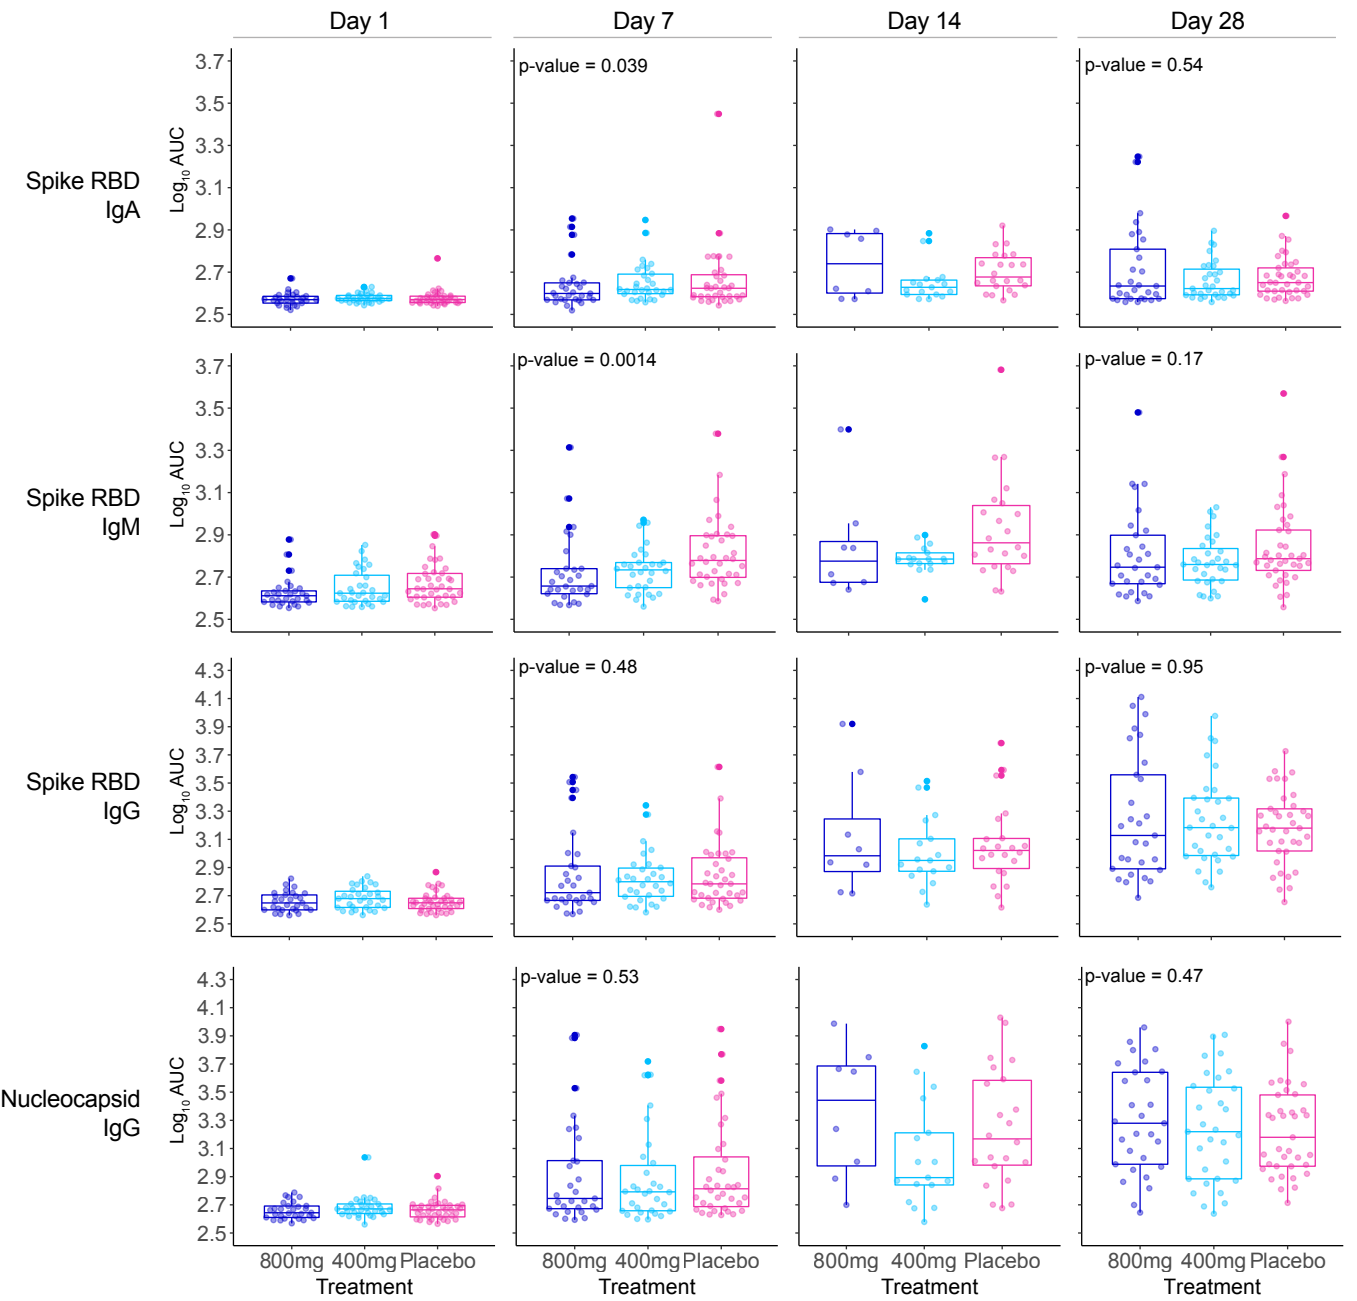 Day 1 Day 7 Day 14 Day 28
Spike RBD
IgA
Log10 AUC
3.7
3.5
3.3
3.1
2.9
2.7
2.5
p-value = 0.039
p-value = 0.54
Spike RBD
IgM
Log10 AUC
3.7
3.5
3.3
3.1
2.9
2.7
2.5
p-value = 0.0014
p-value = 0.17
Spike RBD
IgG
Log10 AUC
4.3
4.1
3.9
3.7
3.5
3.3
3.1
2.9
2.7
2.5
p-value = 0.48
p-value = 0.95
Nucleocapsid
IgG
Log10 AUC
4.3
4.1
3.9
3.7
3.5
3.3
3.1
2.9
2.7
2.5
p-value = 0.53
p-value = 0.47
800mg 400mg Placebo 800mg 400mg Placebo 800mg 400mg Placebo 800mg 400mg Placebo
Treatment Treatment Treatment Treatment